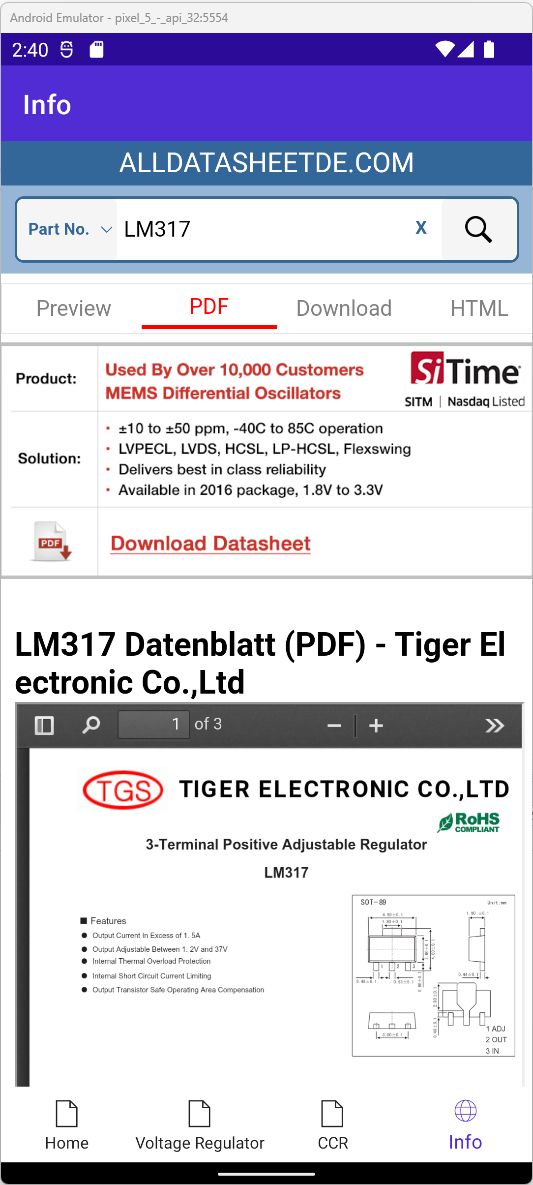 Android Emulator - pixel_5_-_api_32:5554
2:40
Info
ALLDATASHEETDE.COM
Part No. LM317 X
Preview PDF Download HTML
Product: Used By Over 10,000 Customers
MEMS Differential Oscillators
SiTime
SITM | Nasdaq Listed
Solution:
• ±10 to ±50 ppm, -40C to 85C operation
• LVPECL, LVDS, HCSL, LP-HCSL, Flexswing
• Delivers best in class reliability
• Available in 2016 package, 1.8V to 3.3V
PDF Download Datasheet
LM317 Datenblatt (PDF) - Tiger El
ectronic Co.,Ltd
1 of 3
TGS TIGER ELECTRONIC CO.,LTD
RoHS
COMPLIANT
3-Terminal Positive Adjustable Regulator
LM317
■ Features
● Output Current In Excess of 1. 5A
● Output Adjustable Between 1. 2V and 37V
● Internal Thermal Overload Protection
● Internal Short Circuit Current Limiting
● Output Transistor Safe Operating Area Compensation
SOT-89 Unit:mm
1 2 3
1 ADJ
2 OUT
3 IN
Home Voltage Regulator CCR Info